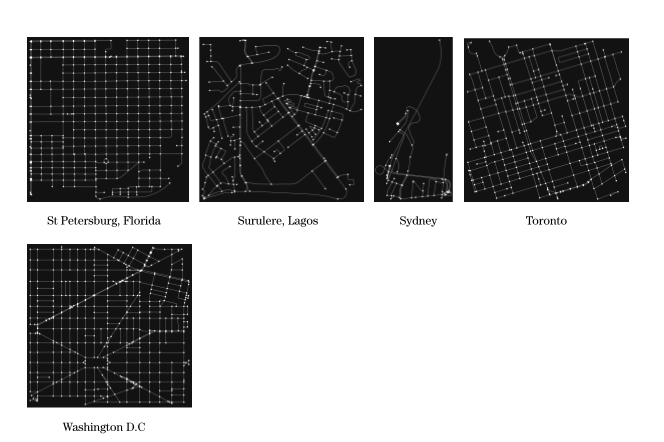 St Petersburg, Florida
Surulere, Lagos
Sydney
Toronto
Washington D.C